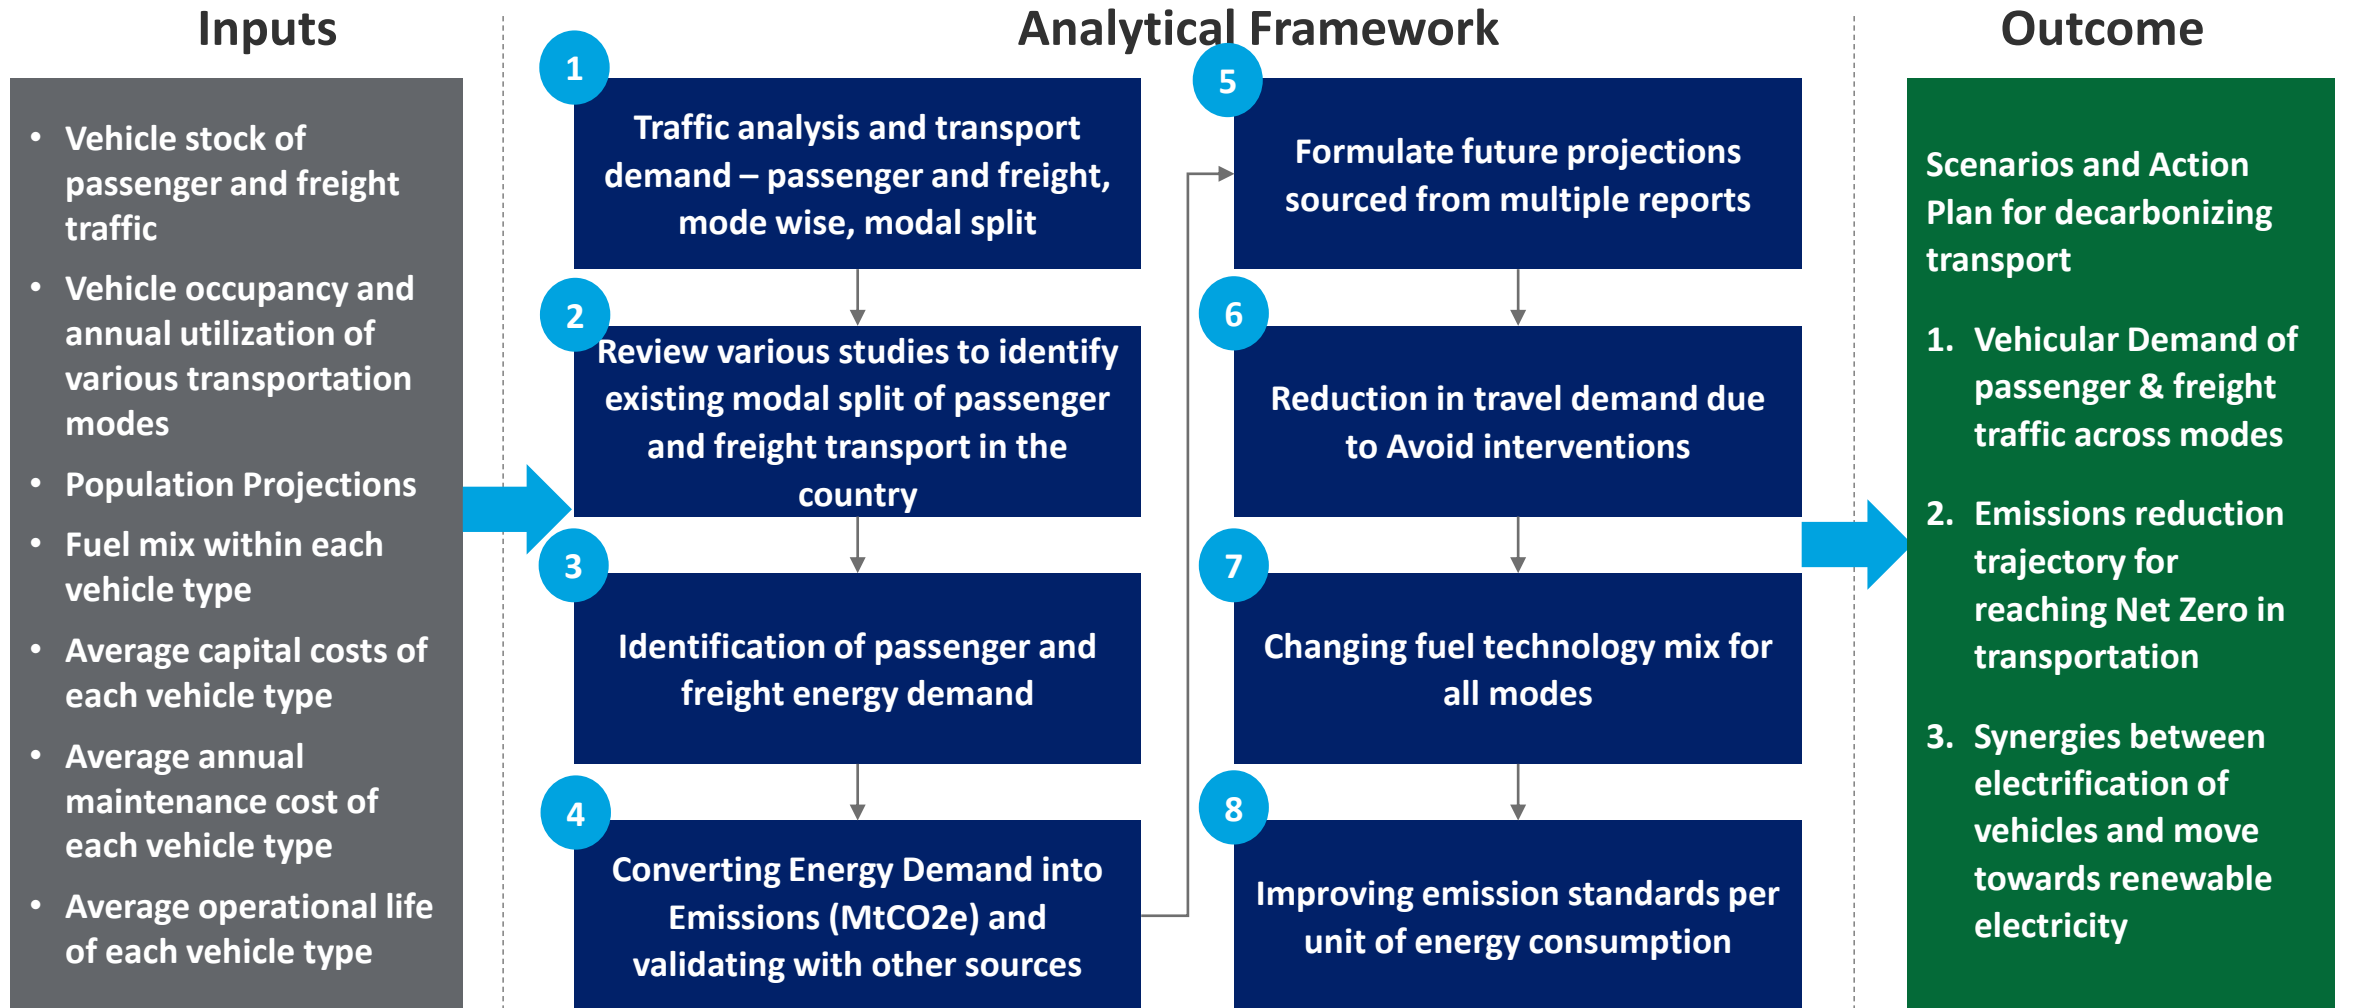 Inputs
• Vehicle stock of
passenger and freight
traffic
• Vehicle occupancy and
annual utilization of
various transportation
modes
• Population Projections
• Fuel mix within each
vehicle type
• Average capital costs of
each vehicle type
• Average annual
maintenance cost of
each vehicle type
• Average operational life
of each vehicle type
Analytical Framework
1
Traffic analysis and transport
demand – passenger and freight,
mode wise, modal split
2
Review various studies to identify
existing modal split of passenger
and freight transport in the
country
3
Identification of passenger and
freight energy demand
4
Converting Energy Demand into
Emissions (MtCO2e) and
validating with other sources
5
Formulate future projections
sourced from multiple reports
6
Reduction in travel demand due
to Avoid interventions
7
Changing fuel technology mix for
all modes
8
Improving emission standards per
unit of energy consumption
Outcome
Scenarios and Action
Plan for decarbonizing
transport
1. Vehicular Demand of
passenger & freight
traffic across modes
2. Emissions reduction
trajectory for
reaching Net Zero in
transportation
3. Synergies between
electrification of
vehicles and move
towards renewable
electricity